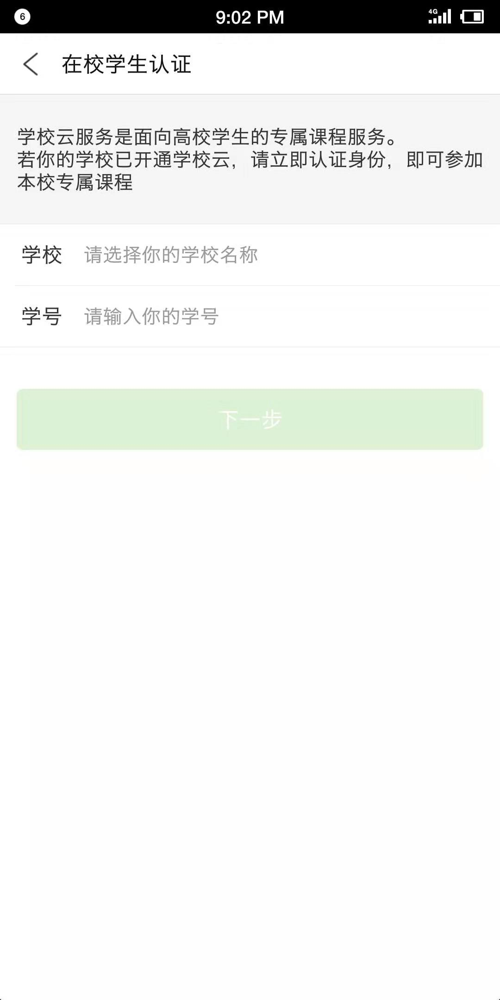 6
9:02 PM
4G
在校学生认证
学校云服务是面向高校学生的专属课程服务。
若你的学校已开通学校云，请立即认证身份，即可参加
本校专属课程
学校 请选择你的学校名称
学号 请输入你的学号
下一步